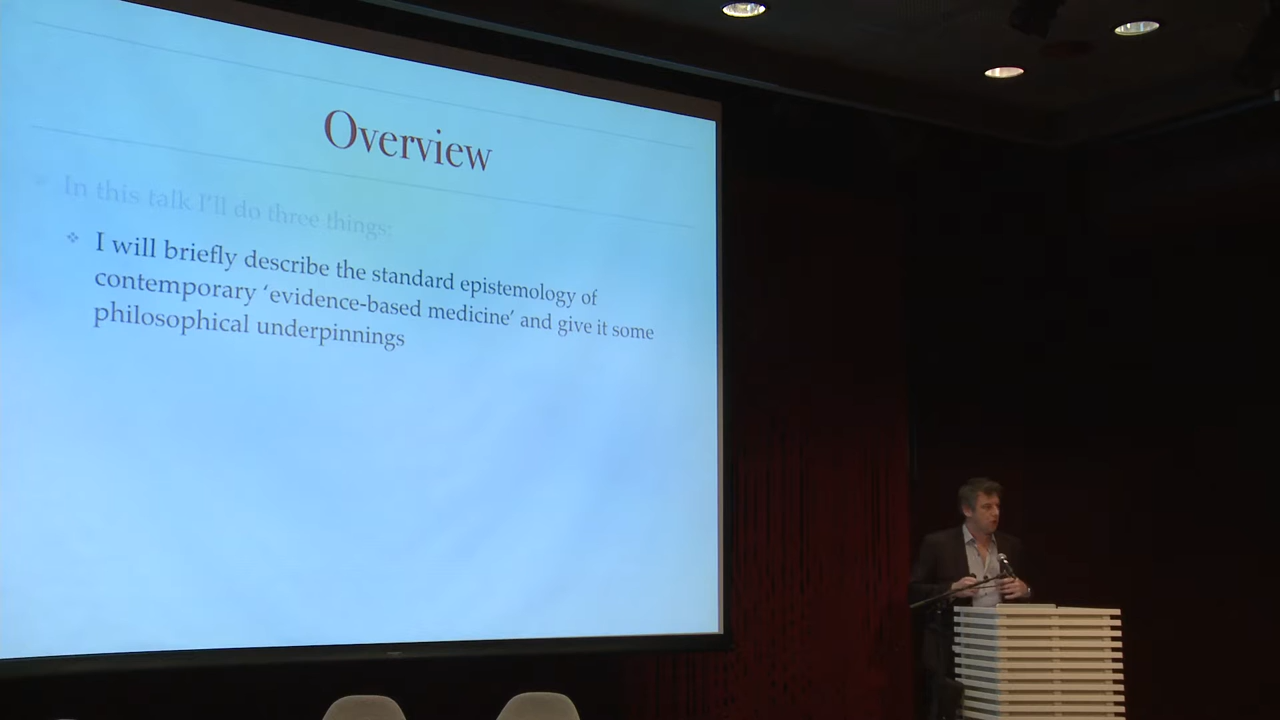 Overview
In this talk I'll do three things:
I will briefly describe the standard epistemology of
contemporary ‘evidence-based medicine’ and give it some
philosophical underpinnings